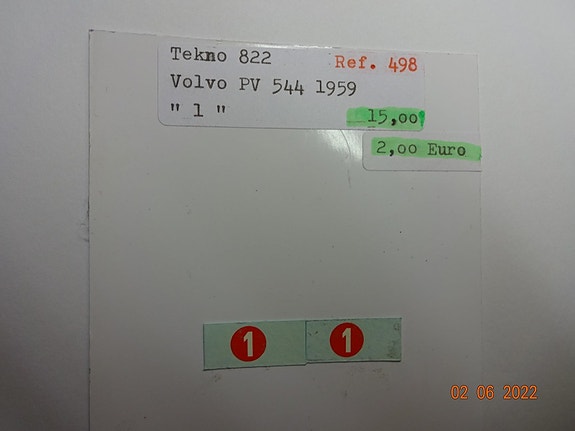 Tekno 822 Ref. 498
Volvo PV 544 1959
" 1 " 15,00
2,00 Euro
1 1
02 06 2022